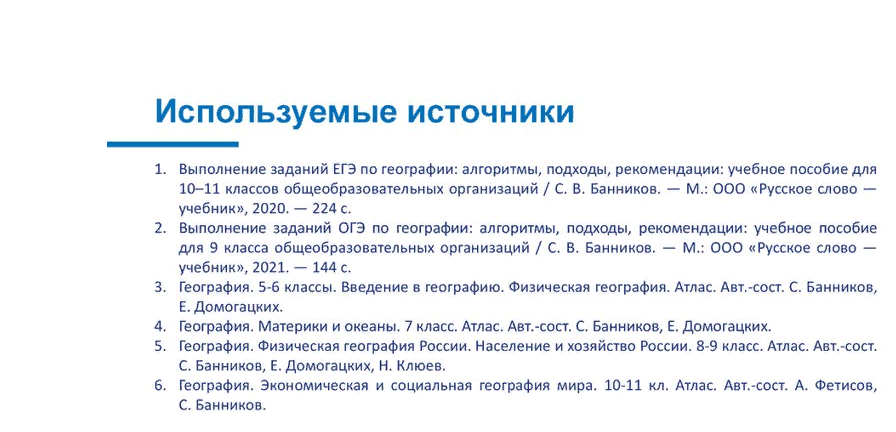 Используемые источники
1. Выполнение заданий ЕГЭ по географии: алгоритмы, подходы, рекомендации: учебное пособие для
10–11 классов общеобразовательных организаций / С. В. Банников. — М.: ООО «Русское слово —
учебник», 2020. — 224 с.
2. Выполнение заданий ОГЭ по географии: алгоритмы, подходы, рекомендации: учебное пособие
для 9 класса общеобразовательных организаций / С. В. Банников. — М.: ООО «Русское слово —
учебник», 2021. — 144 с.
3. География. 5-6 классы. Введение в географию. Физическая география. Атлас. Авт.-сост. С. Банников,
Е. Домогацких.
4. География. Материки и океаны. 7 класс. Атлас. Авт.-сост. С. Банников, Е. Домогацких.
5. География. Физическая география России. Население и хозяйство России. 8-9 класс. Атлас. Авт.-сост.
С. Банников, Е. Домогацких, Н. Клюев.
6. География. Экономическая и социальная география мира. 10-11 кл. Атлас. Авт.-сост. А. Фетисов,
С. Банников.